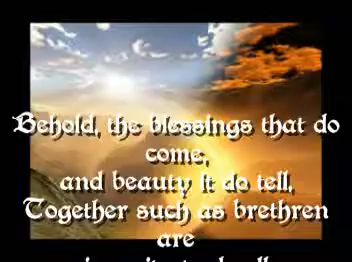 Behold, the blessings that do
come,
and beauty it do tell,
Together such as brethren
are